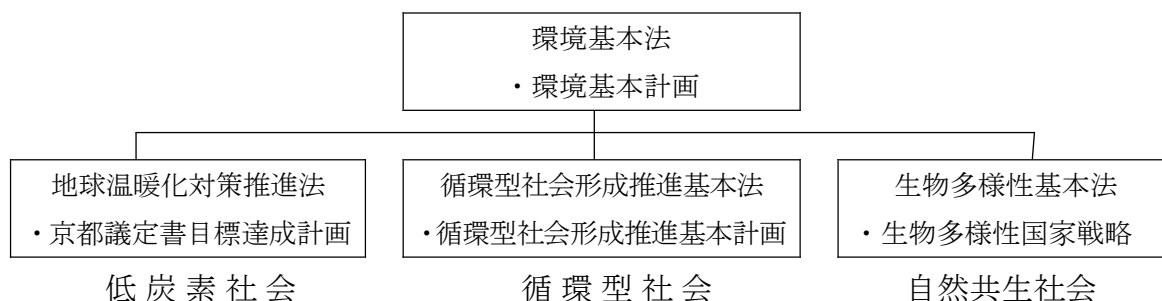 環境基本法
・環境基本計画
地球温暖化対策推進法
・京都議定書目標達成計画
循環型社会形成推進基本法
・循環型社会形成推進基本計画
生物多様性基本法
・生物多様性国家戦略
低炭素社会
循環型社会
自然共生社会